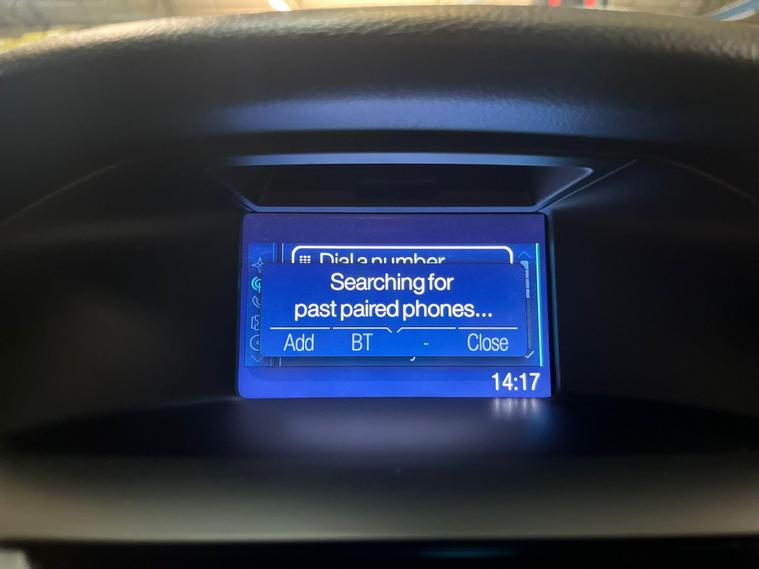 Dial a number
Searching for
past paired phones...
Add BT - Close
14:17